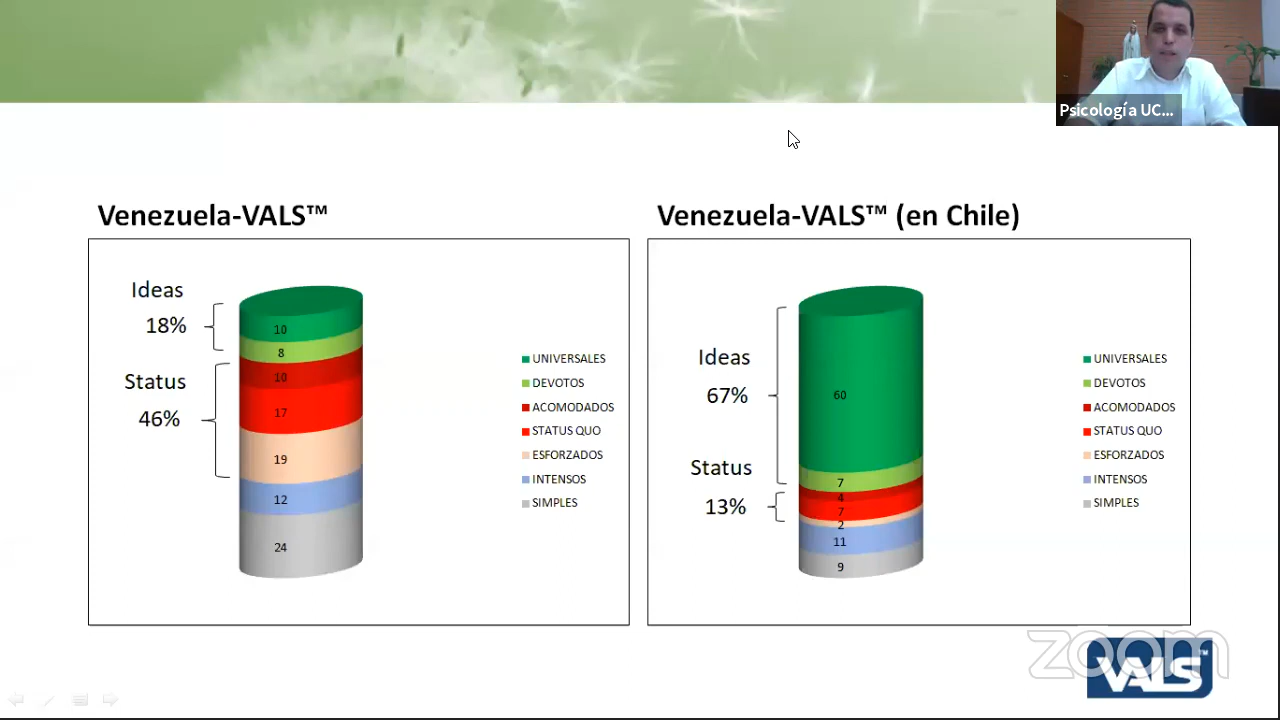 Psicología UC...
Venezuela-VALS™
Venezuela-VALS™ (en Chile)
Ideas
18%
Status
46%
10
8
10
17
19
12
24
UNIVERSALES
DEVOTOS
ACOMODADOS
STATUS QUO
ESFORZADOS
INTENSOS
SIMPLES
Ideas
67%
Status
13%
60
7
4
7
2
11
9
UNIVERSALES
DEVOTOS
ACOMODADOS
STATUS QUO
ESFORZADOS
INTENSOS
SIMPLES
zoom
VALS™